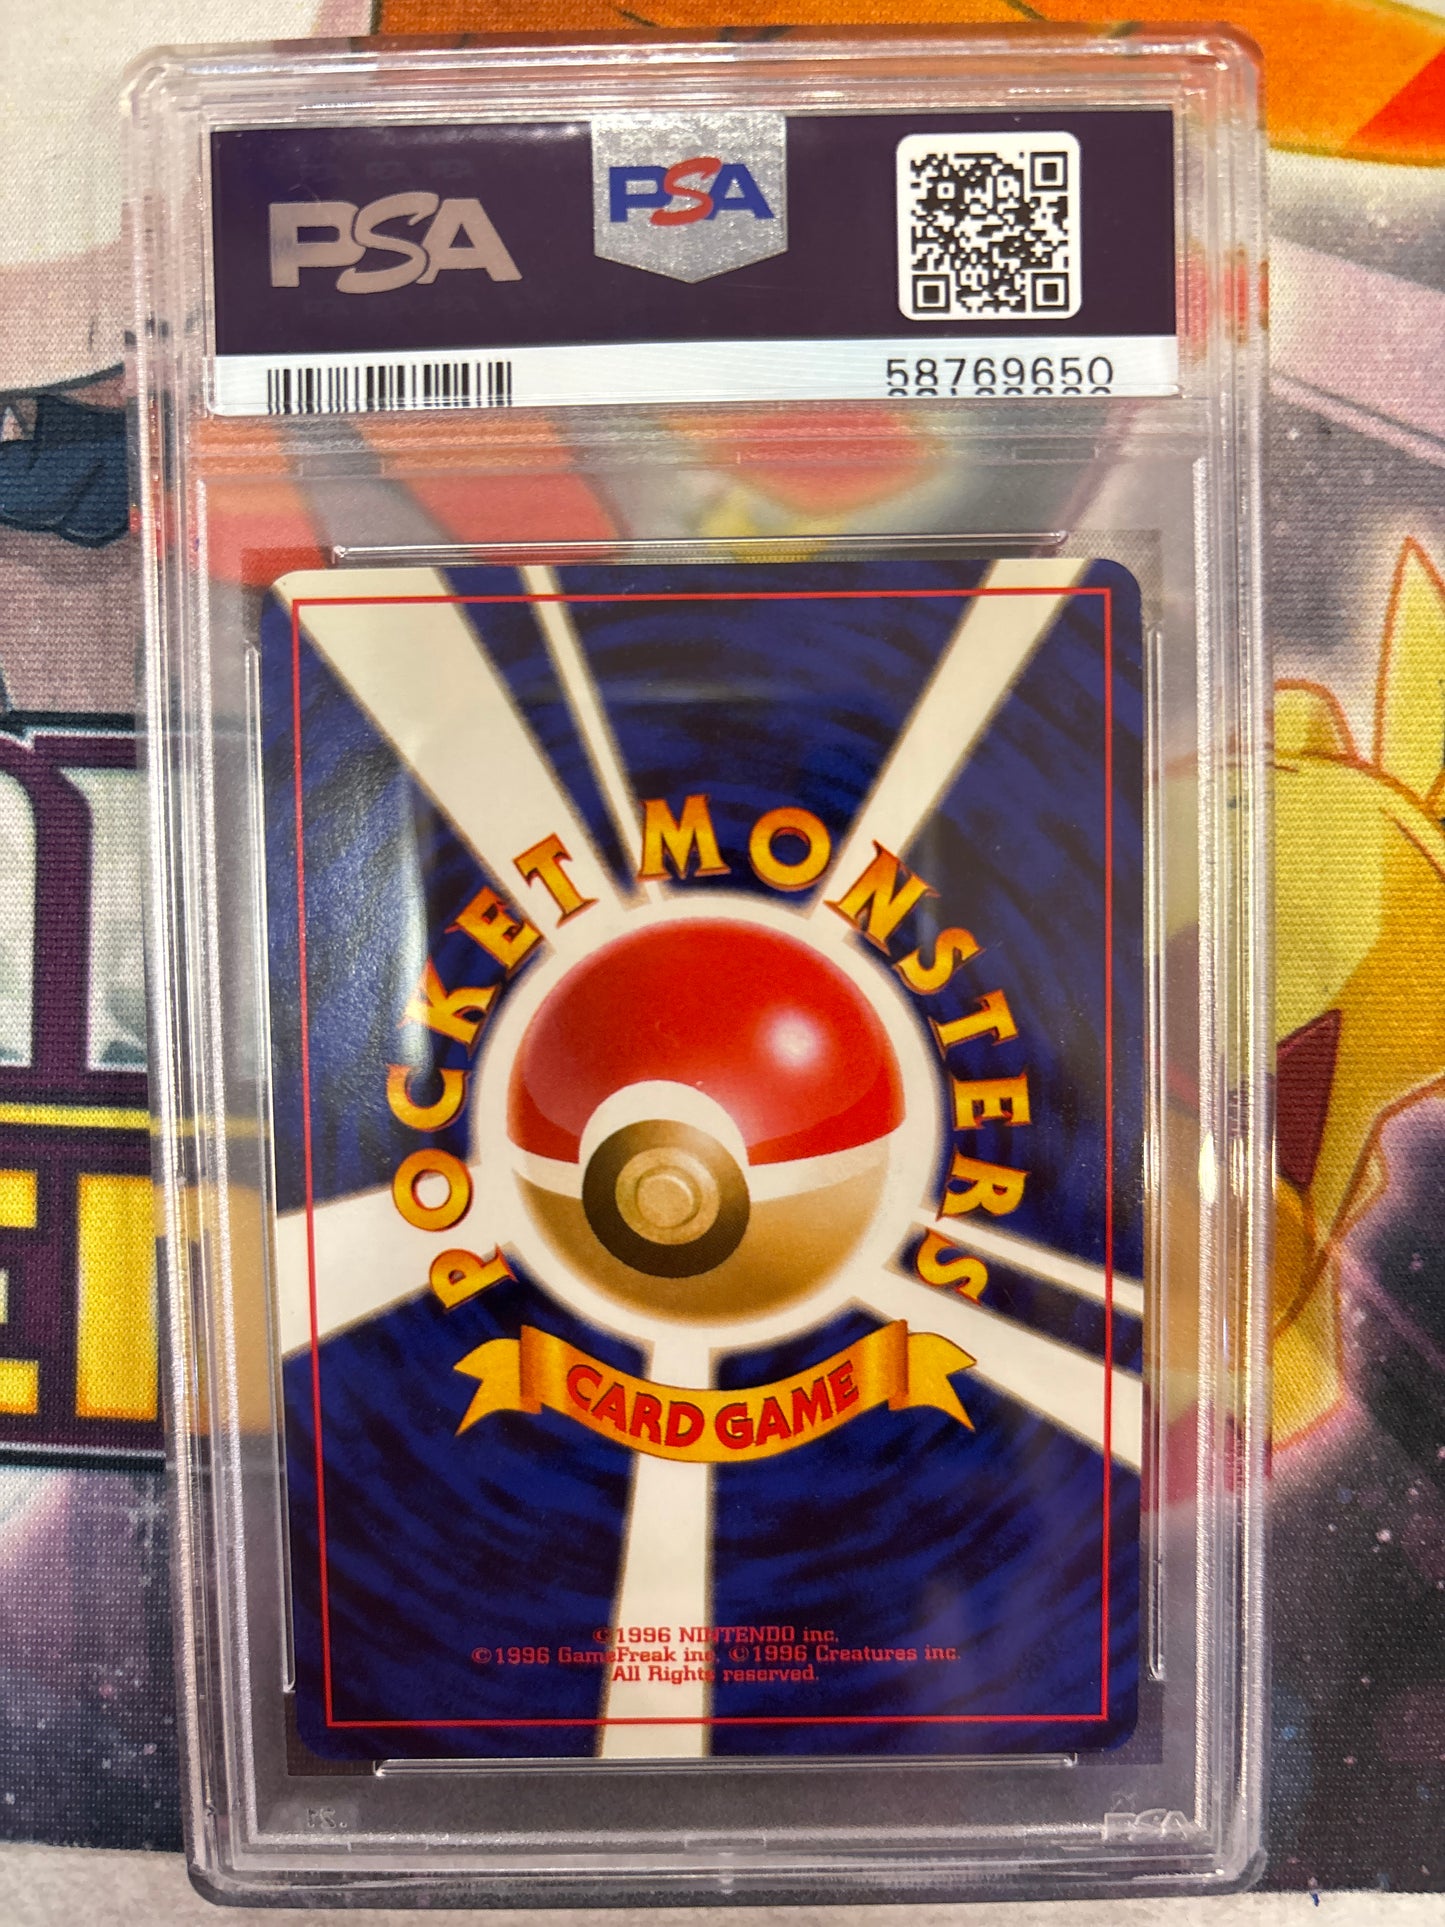 PSA
PSA
58769650
POCKET MONSTERS
CARD GAME
©1996 NINTENDO inc.
©1996 GameFreak inc. ©1996 Creatures inc.
All Rights reserved.
PSA